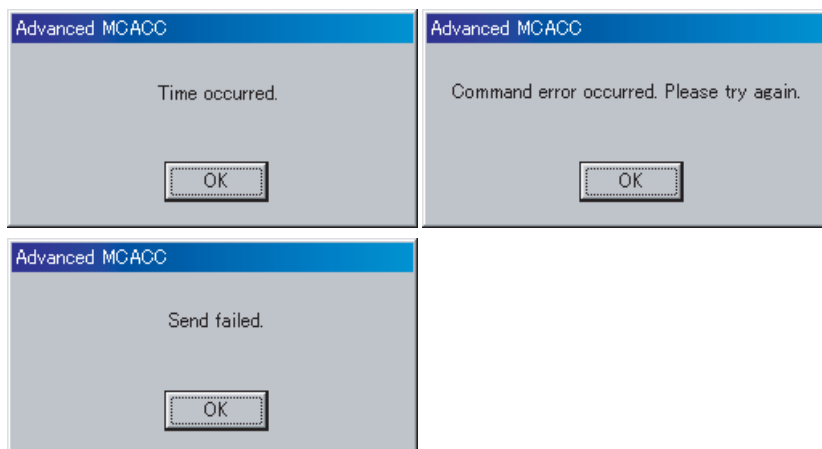 Advanced MCACC
Time occurred.
OK
Advanced MCACC
Command error occurred. Please try again.
OK
Advanced MCACC
Send failed.
OK